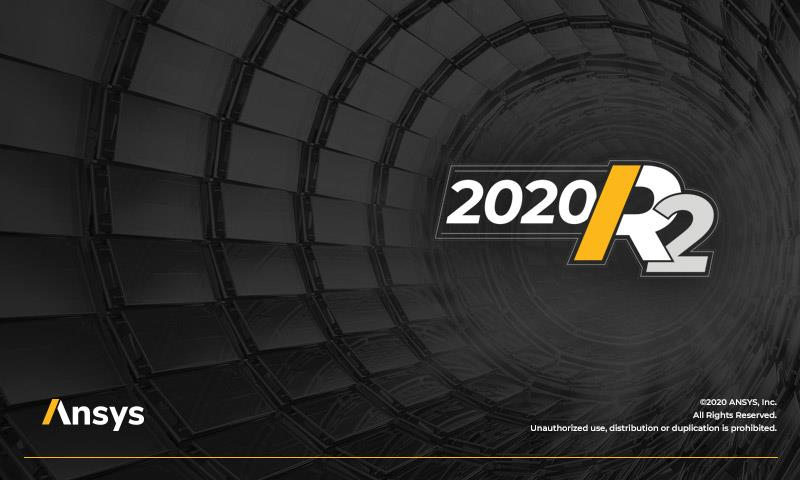 2020 R2
Ansys
©2020 ANSYS, Inc.
All Rights Reserved.
Unauthorized use, distribution or duplication is prohibited.